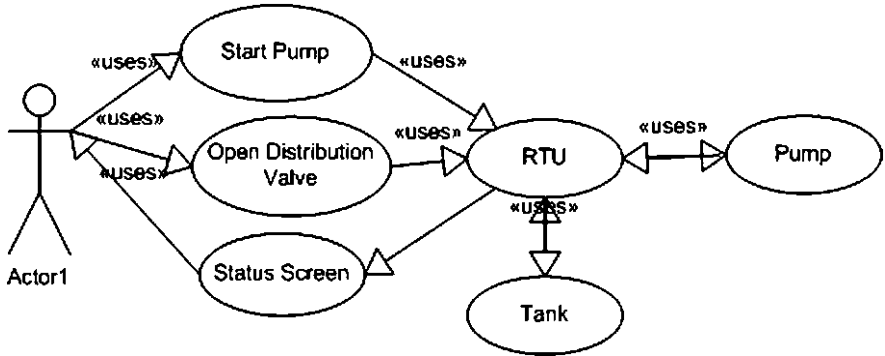 Start Pump
«uses»
«uses»
«uses»
«uses»
«uses»
Open Distribution
Valve
RTU
Pump
«uses»
«uses»
Status Screen
Actor1
Tank